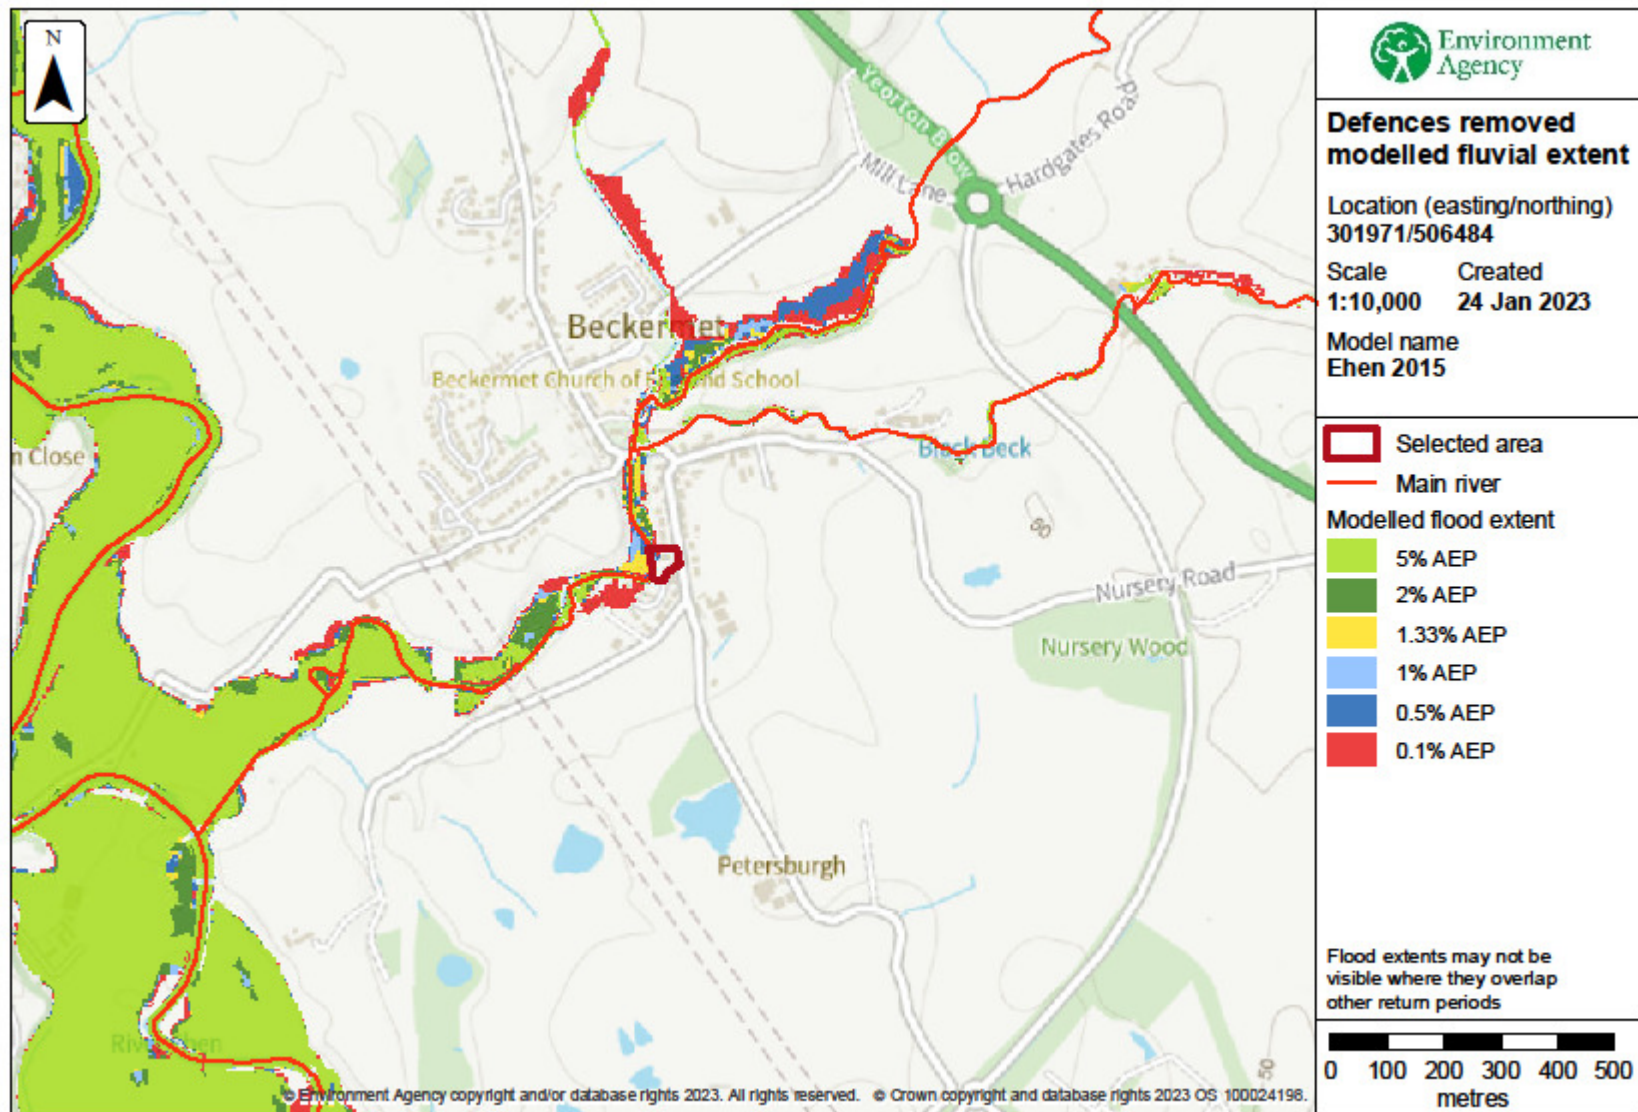 N
Yeorton Brow
Mill Lane
Hardgates Road
Beckermet
Beckermet Church of England School
n Close
Black Beck
50
Nursery Road
Nursery Wood
Petersburgh
River Ehen
50
© Environment Agency copyright and/or database rights 2023. All rights reserved. © Crown copyright and database rights 2023 OS 100024198.
Environment
Agency
Defences removed
modelled fluvial extent
Location (easting/northing)
301971/506484
Scale Created
1:10,000 24 Jan 2023
Model name
Ehen 2015
Selected area
Main river
Modelled flood extent
5% AEP
2% AEP
1.33% AEP
1% AEP
0.5% AEP
0.1% AEP
Flood extents may not be
visible where they overlap
other return periods
0 100 200 300 400 500
metres